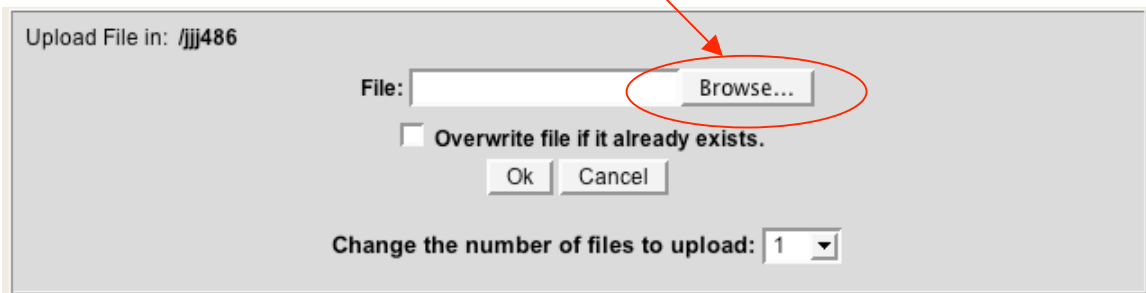 Upload File in: /jjj486
File: Browse...
Overwrite file if it already exists.
Ok Cancel
Change the number of files to upload: 1